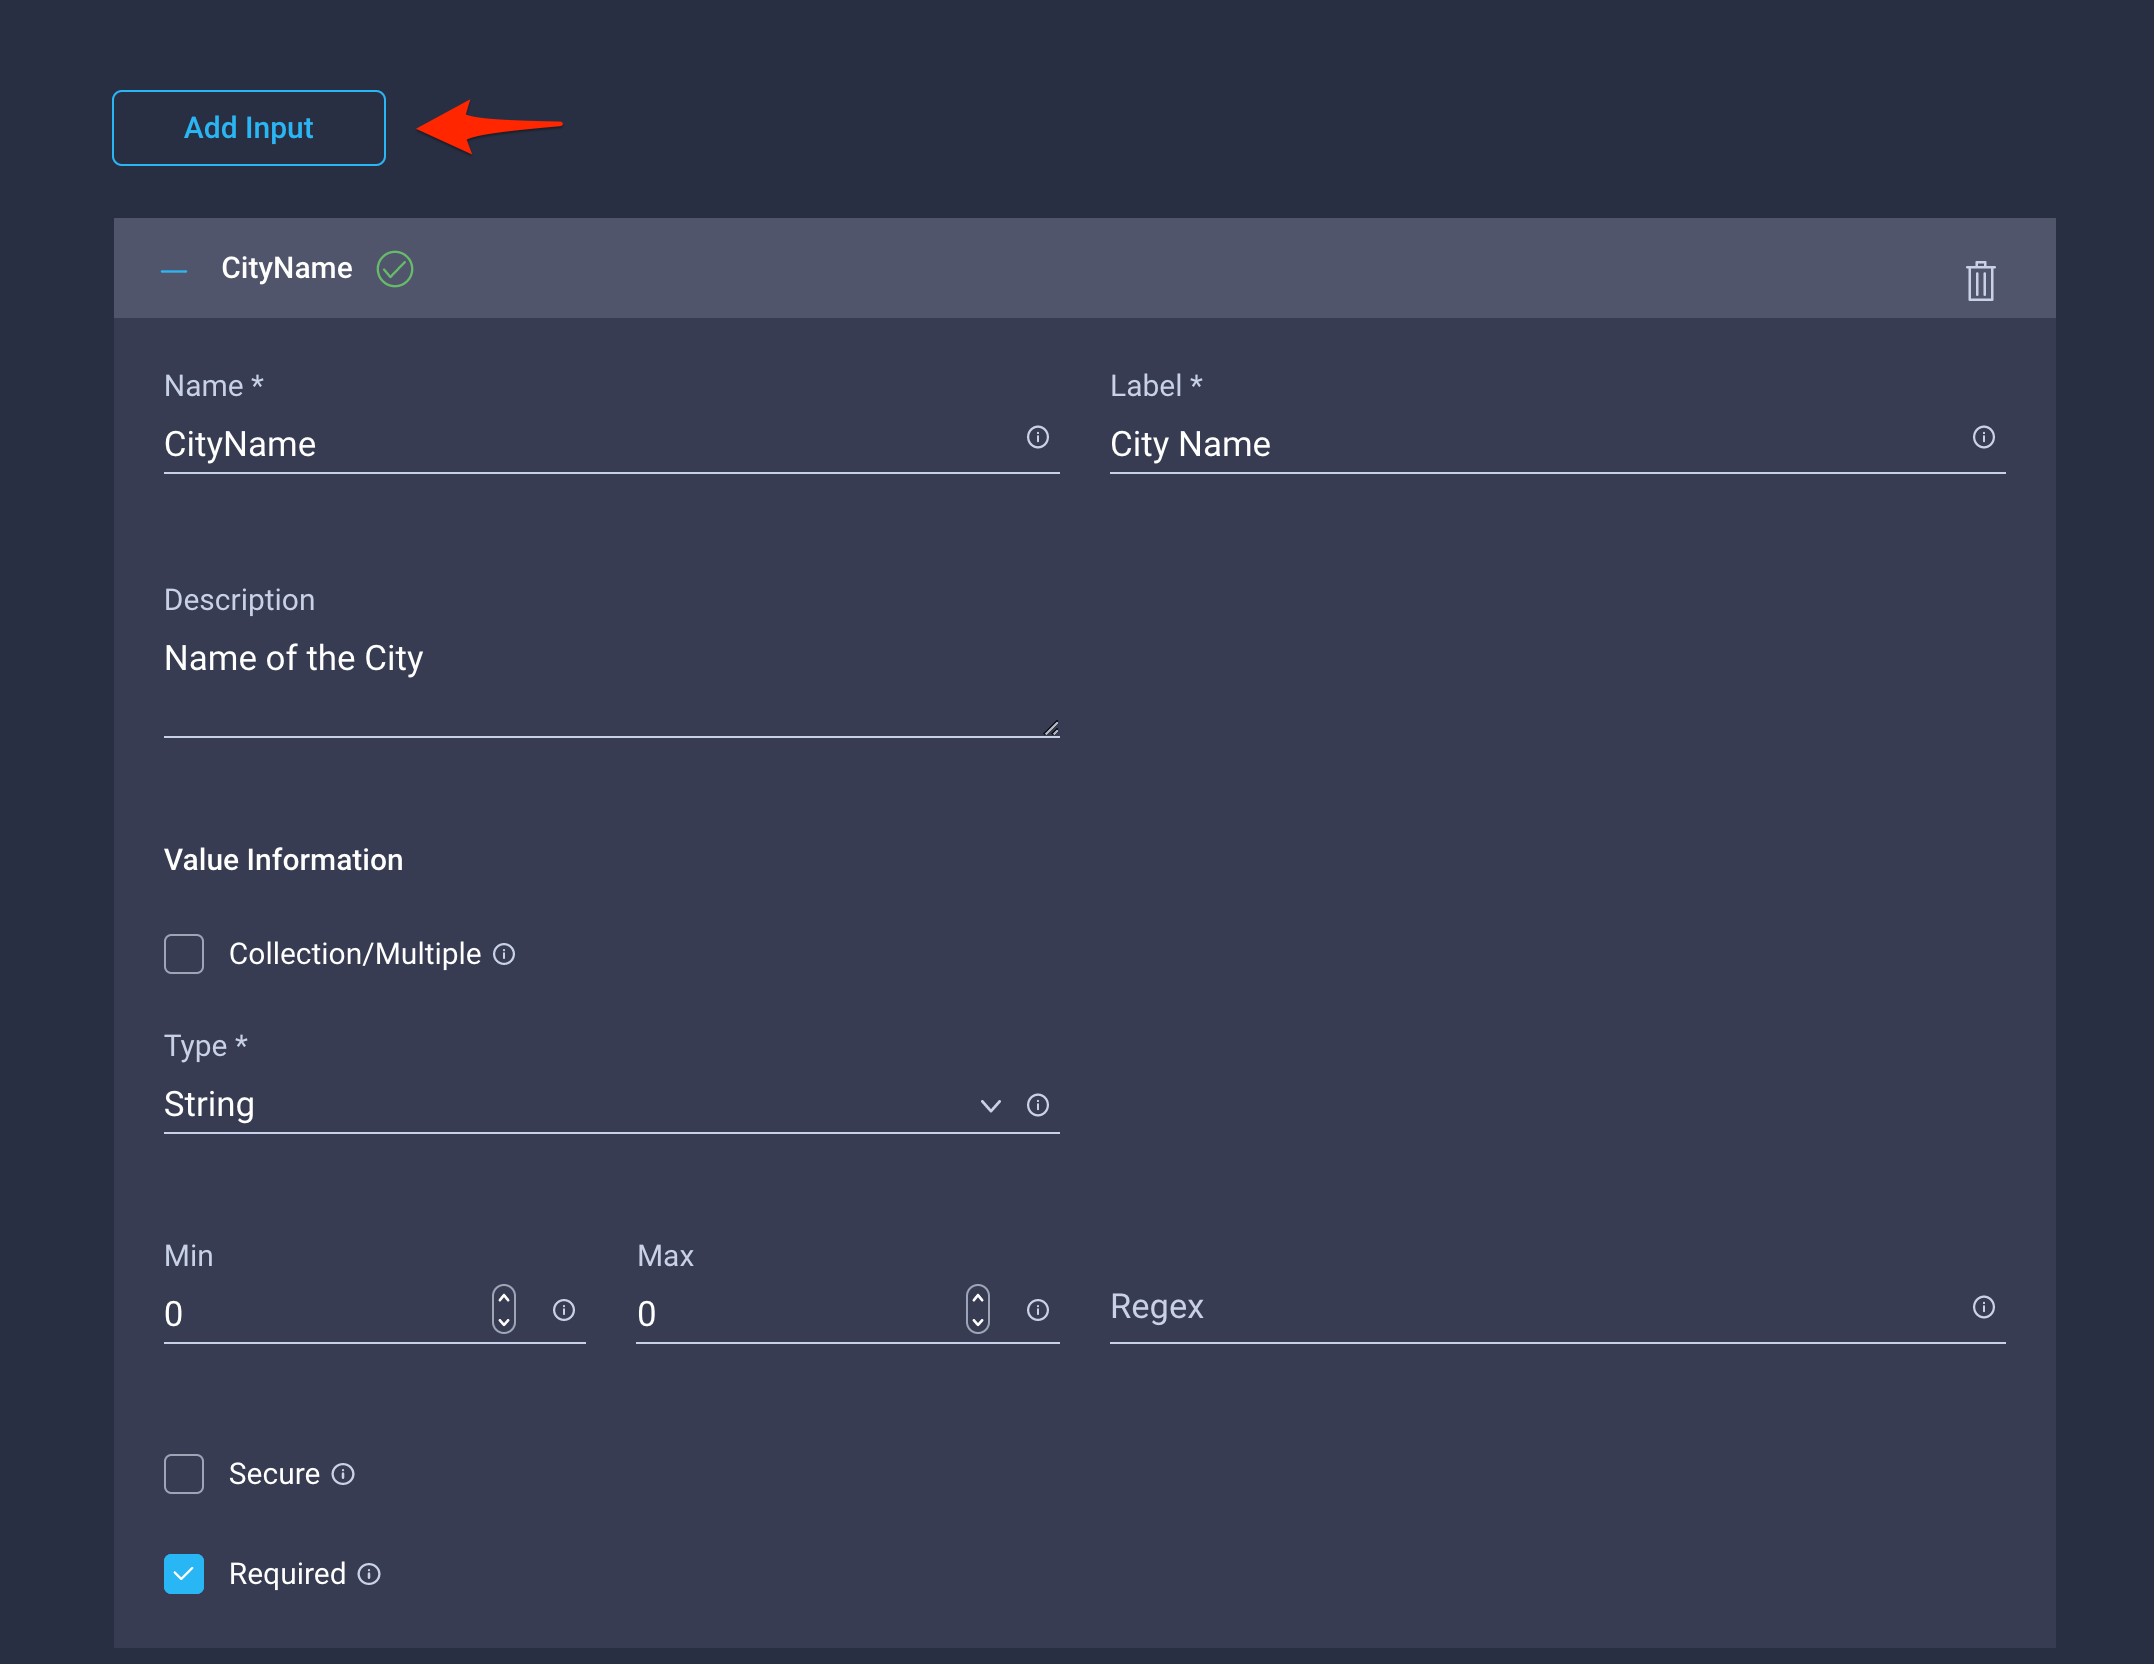 Add Input
CityName
Name *
Label *
CityName
City Name
Description
Name of the City
Value Information
Collection/Multiple
Type *
String
Min
Max
0
0
Regex
Secure
Required